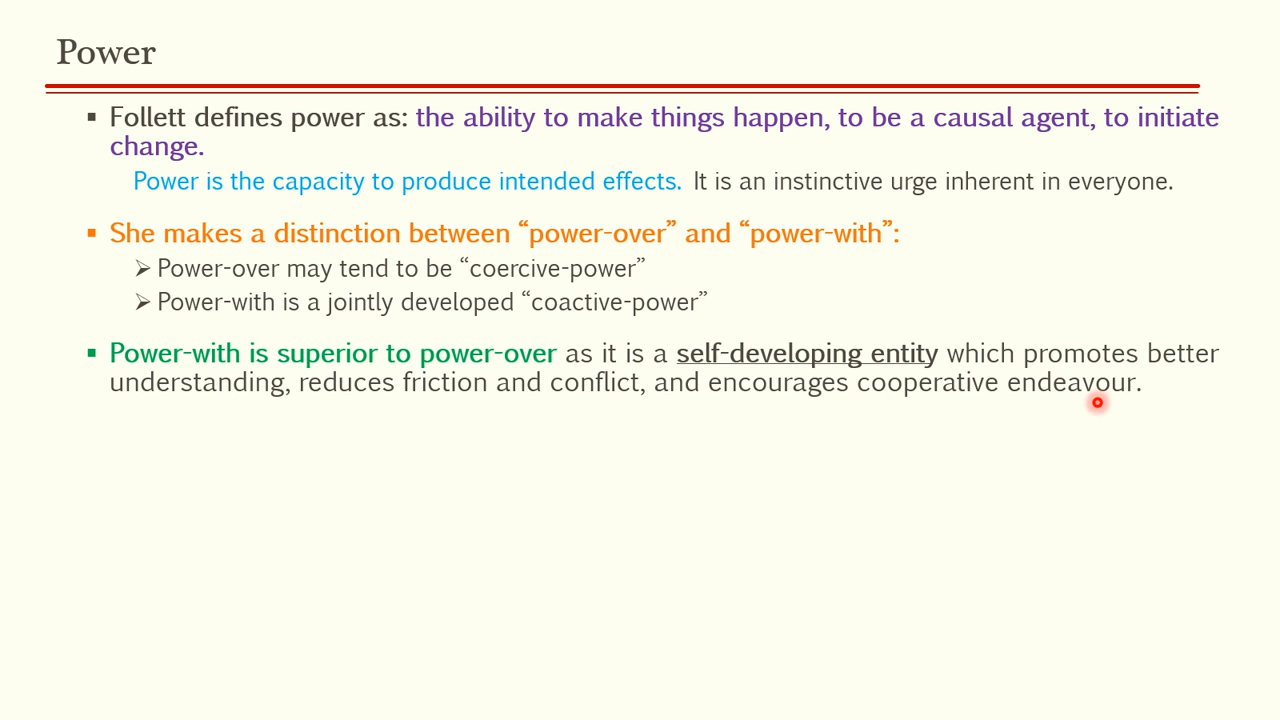 Power
▪ Follett defines power as: the ability to make things happen, to be a causal agent, to initiate
change.
Power is the capacity to produce intended effects. It is an instinctive urge inherent in everyone.
▪ She makes a distinction between “power-over” and “power-with”:
➢ Power-over may tend to be “coercive-power”
➢ Power-with is a jointly developed “coactive-power”
▪ Power-with is superior to power-over as it is a self-developing entity which promotes better
understanding, reduces friction and conflict, and encourages cooperative endeavour.